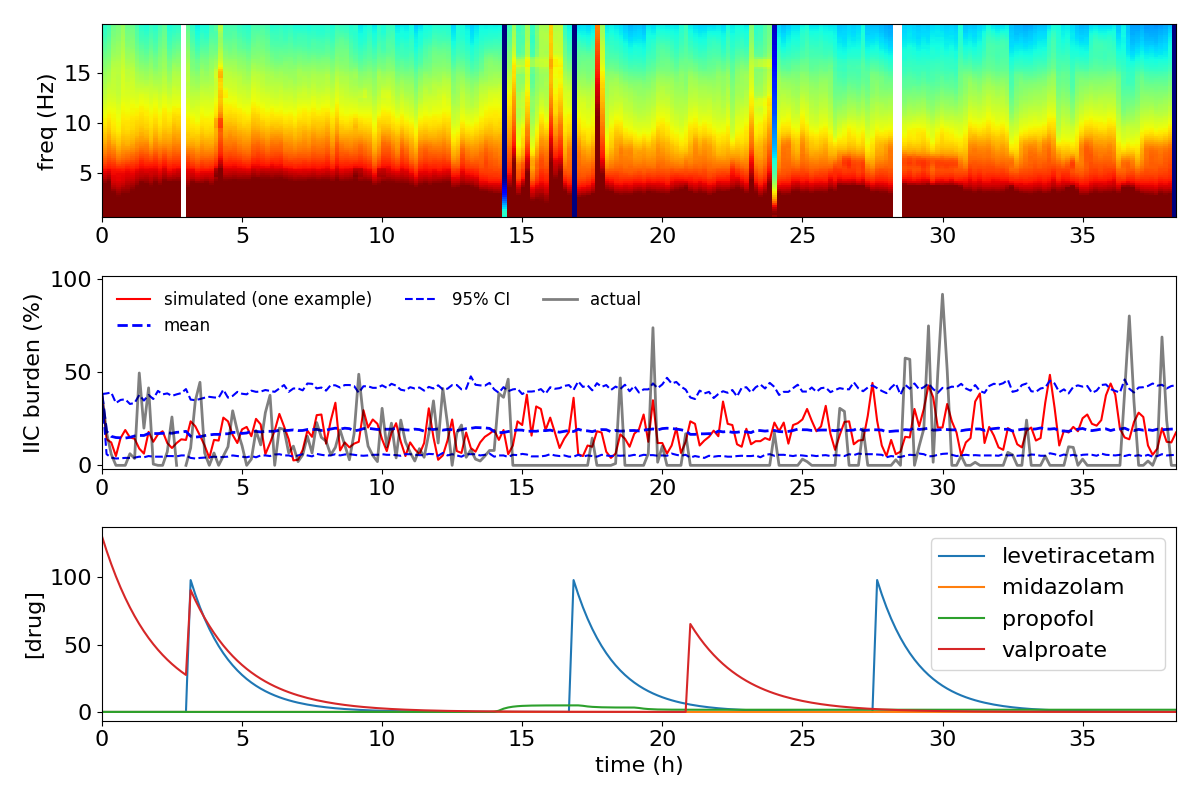 freq (Hz)
15
10
5
0 5 10 15 20 25 30 35
IIC burden (%)
100
50
0
simulated (one example) 95% CI actual
mean
0 5 10 15 20 25 30 35
[drug]
100
50
0
levetiracetam
midazolam
propofol
valproate
0 5 10 15 20 25 30 35
time (h)